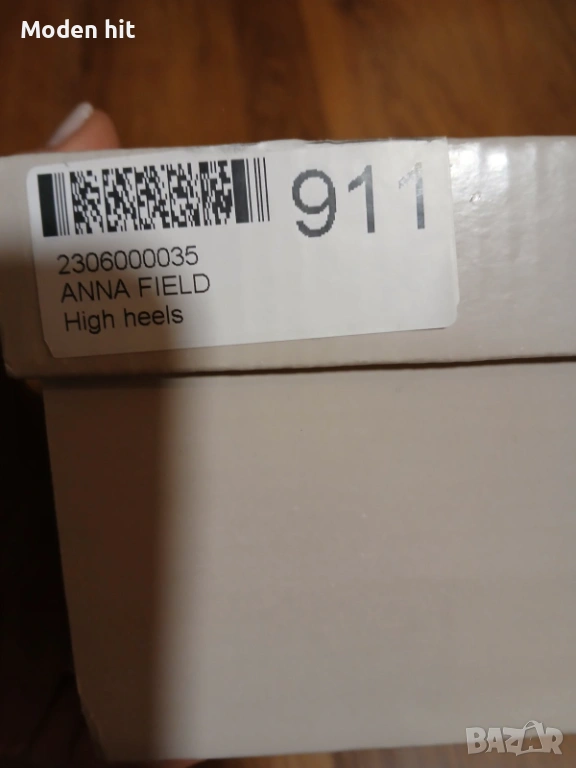 Moden hit
911
2306000035
ANNA FIELD
High heels
BAZAR